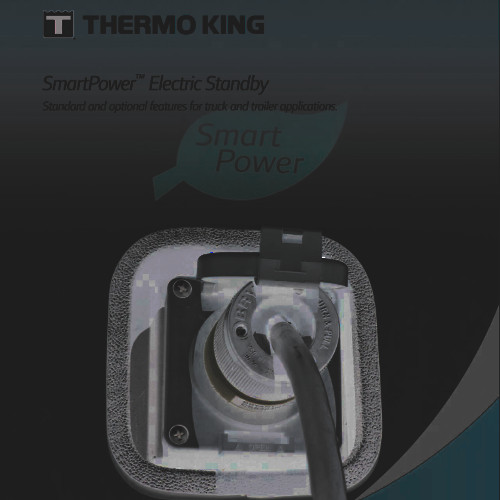 THERMO KING
SmartPower™ Electric Standby
Standard and optional features for truck and trailer applications
Smart
Power